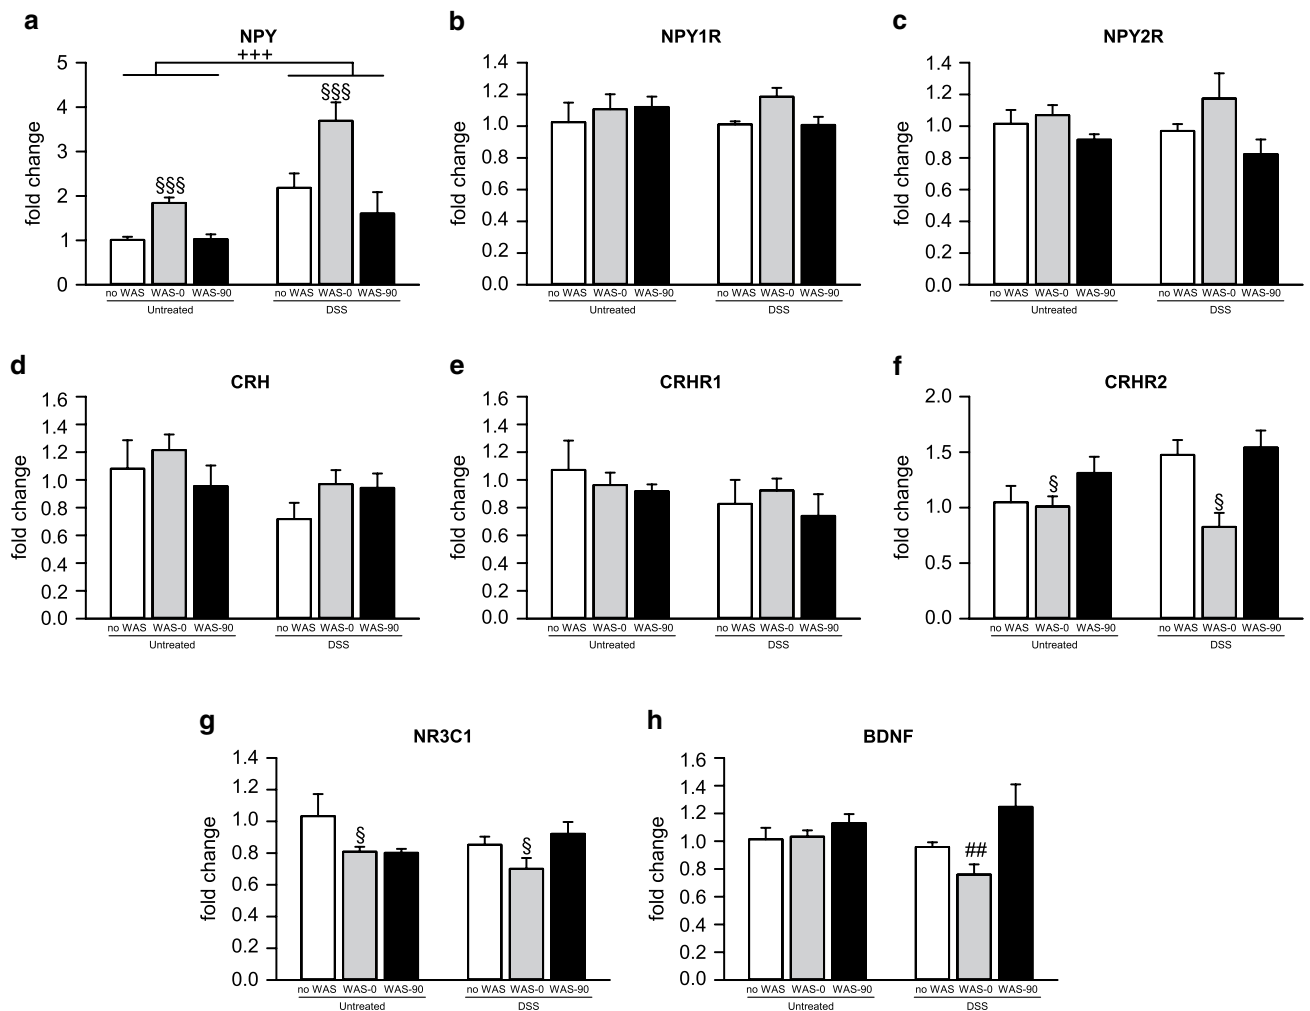 a
NPY
+++
§§§
§§§
fold change
5
4
3
2
1
0
no WAS WAS-0 WAS-90 no WAS WAS-0 WAS-90
Untreated DSS
b
NPY1R
fold change
1.4
1.2
1.0
0.8
0.6
0.4
0.2
0.0
no WAS WAS-0 WAS-90 no WAS WAS-0 WAS-90
Untreated DSS
c
NPY2R
fold change
1.4
1.2
1.0
0.8
0.6
0.4
0.2
0.0
no WAS WAS-0 WAS-90 no WAS WAS-0 WAS-90
Untreated DSS
d
CRH
fold change
1.6
1.4
1.2
1.0
0.8
0.6
0.4
0.2
0.0
no WAS WAS-0 WAS-90 no WAS WAS-0 WAS-90
Untreated DSS
e
CRHR1
fold change
1.6
1.4
1.2
1.0
0.8
0.6
0.4
0.2
0.0
no WAS WAS-0 WAS-90 no WAS WAS-0 WAS-90
Untreated DSS
f
CRHR2
fold change
2.0
1.5
1.0
0.5
0.0
§
§
no WAS WAS-0 WAS-90 no WAS WAS-0 WAS-90
Untreated DSS
g
NR3C1
fold change
1.4
1.2
1.0
0.8
0.6
0.4
0.2
0.0
§
§
no WAS WAS-0 WAS-90 no WAS WAS-0 WAS-90
Untreated DSS
h
BDNF
fold change
1.6
1.4
1.2
1.0
0.8
0.6
0.4
0.2
0.0
##
no WAS WAS-0 WAS-90 no WAS WAS-0 WAS-90
Untreated DSS